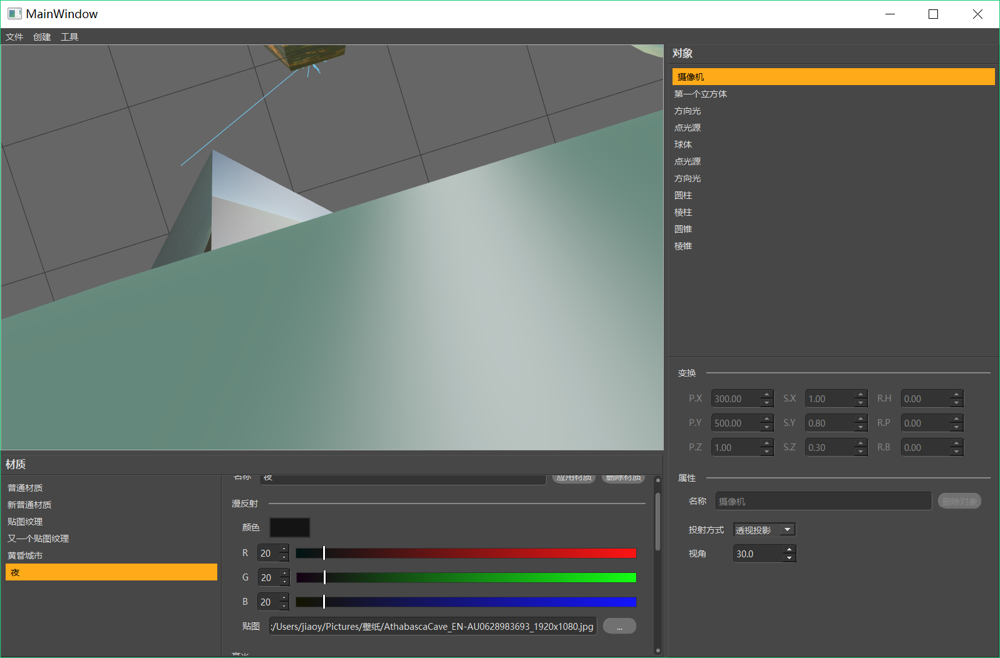 MainWindow
文件 创建 工具
对象
摄像机
第一个立方体
方向光
点光源
球体
点光源
方向光
圆柱
棱柱
圆锥
棱锥
变换
P.X 300.00 S.X 1.00 R.H 0.00
P.Y 500.00 S.Y 0.80 R.P 0.00
P.Z 1.00 S.Z 0.30 R.B 0.00
属性
名称 摄像机 删除对象
投射方式 透视投影
视角 30.0
材质
普通材质
新普通材质
贴图纹理
又一个贴图纹理
黄昏城市
夜
名称 夜 应用材质 删除材质
漫反射
颜色
R 20
G 20
B 20
贴图 :/Users/jiaoy/Pictures/壁纸/AthabascaCave_EN-AU0628983693_1920x1080.jpg ...